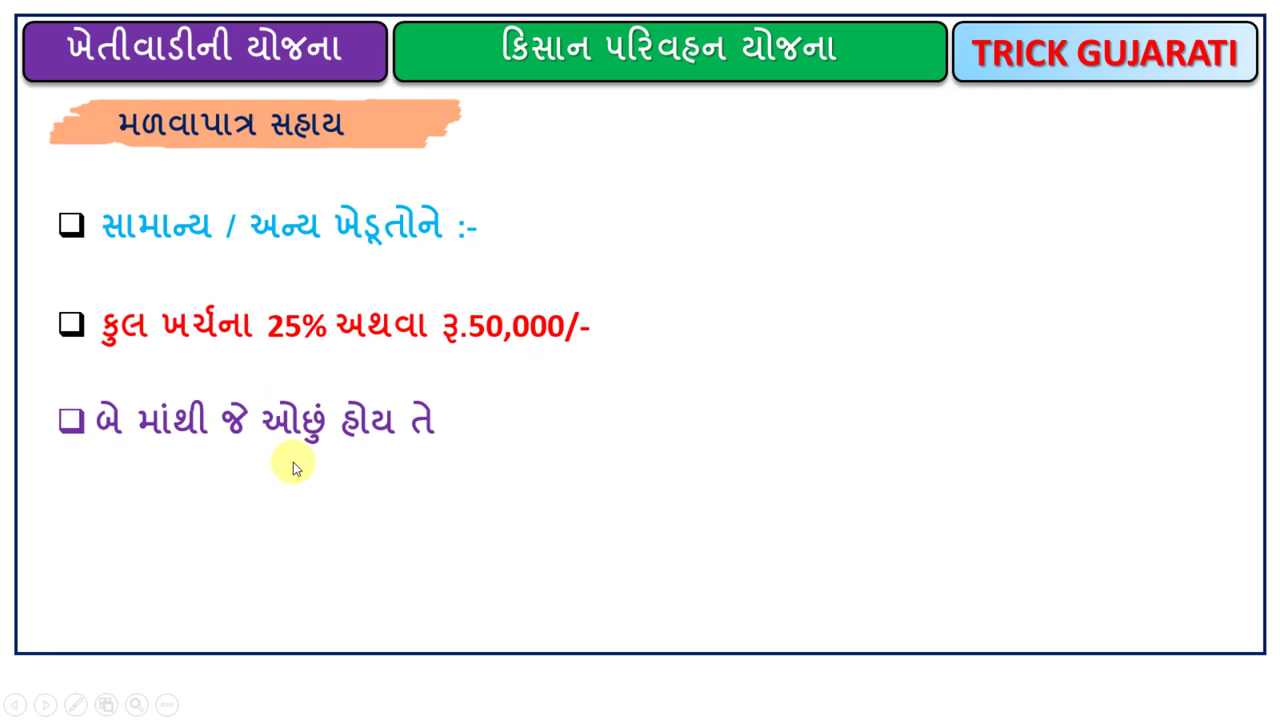 ખેતીવાડીની યોજના
કિસાન પરિવહન યોજના
TRICK GUJARATI
મળવાપાત્ર સહાય
સામાન્ય / અન્ય ખેડૂતોને :-
કુલ ખર્ચના 25% અથવા રૂ.50,000/-
બે માંથી જે ઓછું હોય તે